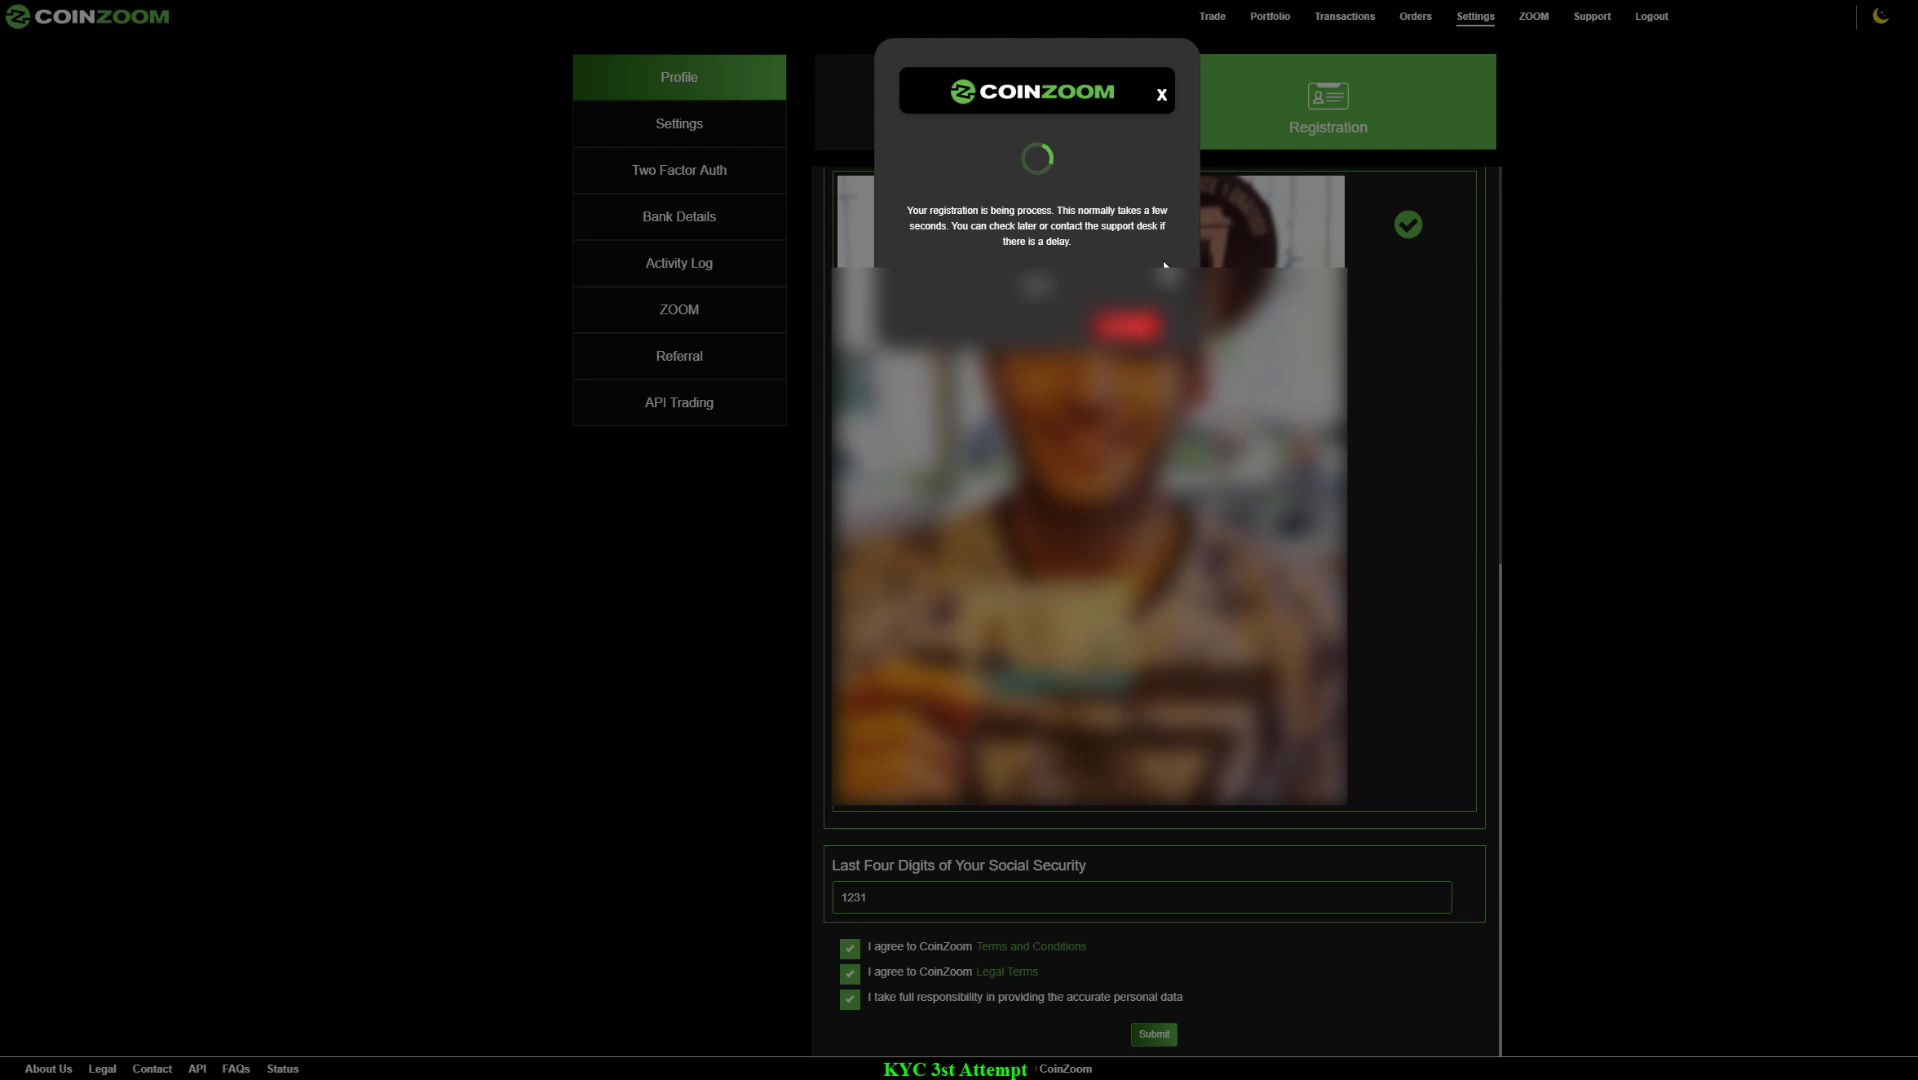 COINZOOM
Trade
Portfolio
Transactions
Orders
Settings
ZOOM
Support
Logout
Profile
Settings
Two Factor Auth
Bank Details
Activity Log
ZOOM
Referral
API Trading
COINZOOM
X
Registration
Your registration is being process. This normally takes a few
seconds. You can check later or contact the support desk if
there is a delay.
Last Four Digits of Your Social Security
1231
I agree to CoinZoom Terms and Conditions
I agree to CoinZoom Legal Terms
I take full responsibility in providing the accurate personal data
Submit
About Us
Legal
Contact
API
FAQs
Status
KYC 3st Attempt
CoinZoom